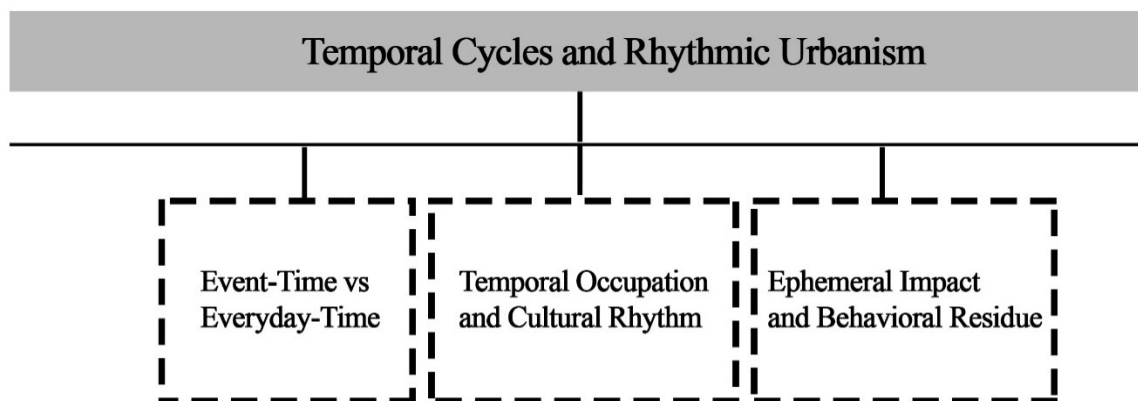 Temporal Cycles and Rhythmic Urbanism
Event-Time vs
Everyday-Time
Temporal Occupation
and Cultural Rhythm
Ephemeral Impact
and Behavioral Residue